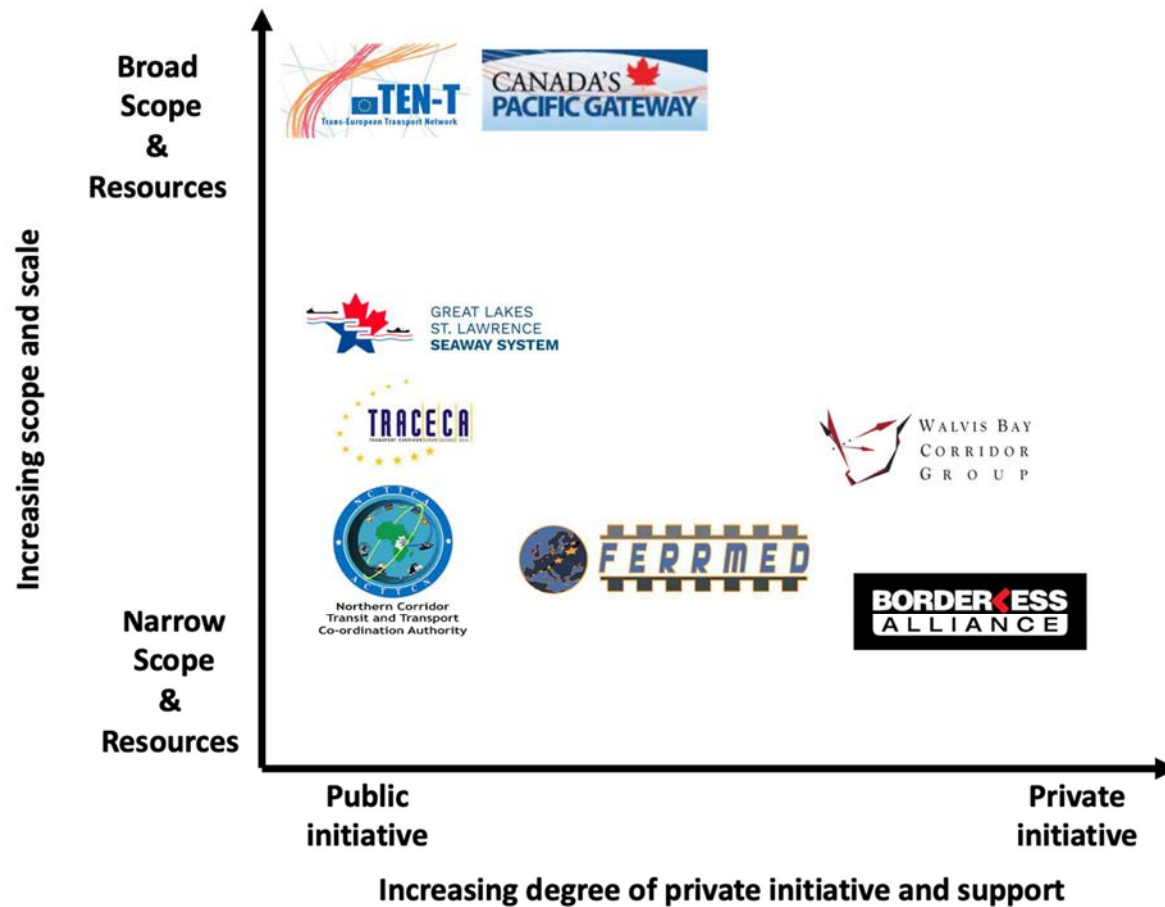 Broad
Scope
&
Resources
TEN-T
Trans-European Transport Network
CANADA'S
PACIFIC GATEWAY
Increasing scope and scale
GREAT LAKES
ST. LAWRENCE
SEAWAY SYSTEM
TRACECA
WALVIS BAY
CORRIDOR
GROUP
NCTTCA
ACTTCN
Northern Corridor
Transit and Transport
Co-ordination Authority
FERRMED
BORDERLESS
ALLIANCE
Narrow
Scope
&
Resources
Public
initiative
Private
initiative
Increasing degree of private initiative and support